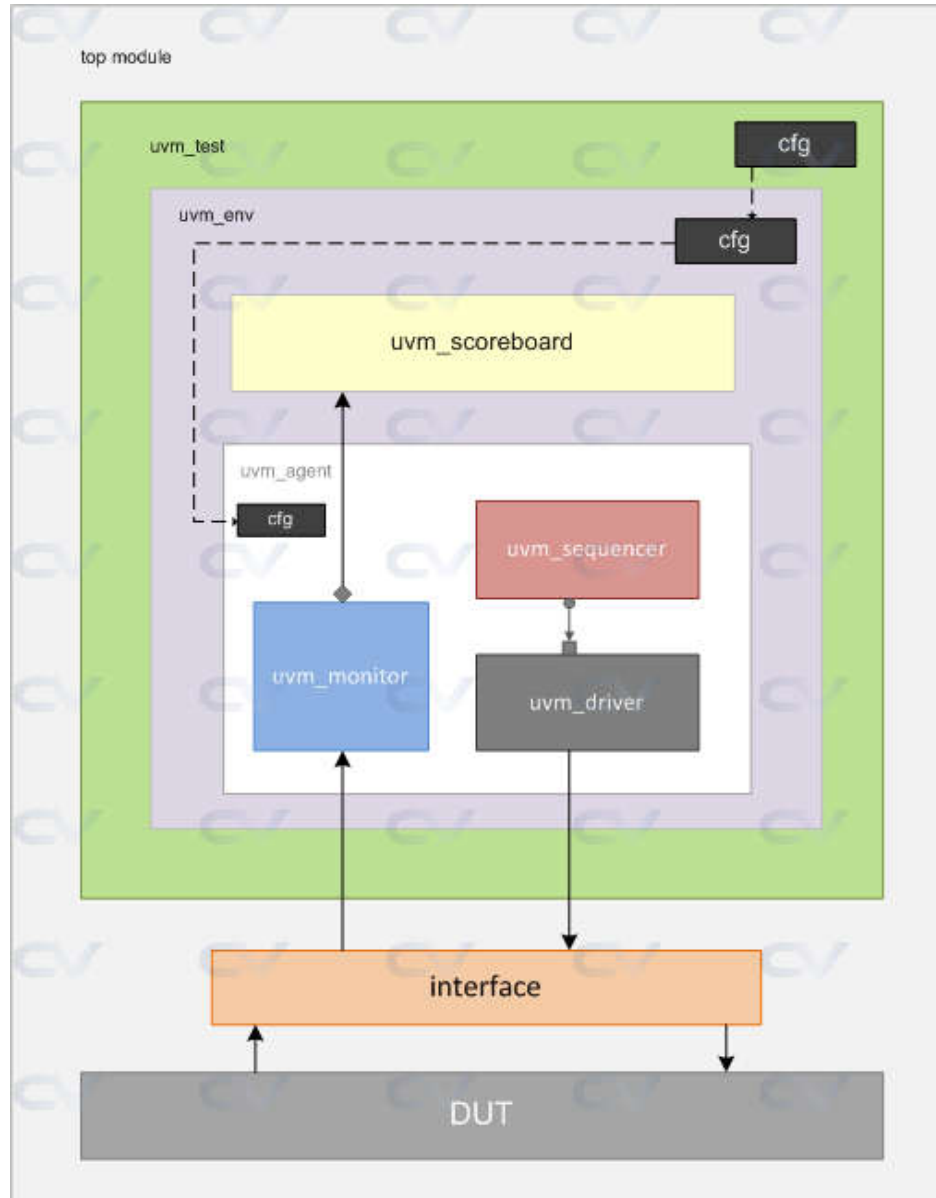 top module
uvm_test
cfg
uvm_env
cfg
uvm_scoreboard
uvm_agent
cfg
uvm_sequencer
uvm_monitor
uvm_driver
interface
DUT